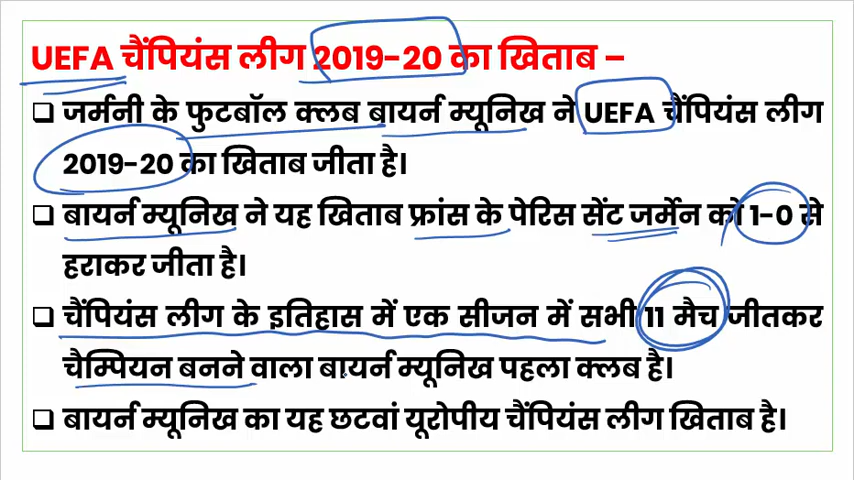 UEFA चैंपियंस लीग 2019-20 का खिताब –
❑ जर्मनी के फुटबॉल क्लब बायर्न म्यूनिख ने UEFA चैंपियंस लीग
2019-20 का खिताब जीता है।
❑ बायर्न म्यूनिख ने यह खिताब फ्रांस के पेरिस सेंट जर्मेन को 1-0 से
हराकर जीता है।
❑ चैंपियंस लीग के इतिहास में एक सीजन में सभी 11 मैच जीतकर
चैम्पियन बनने वाला बायर्न म्यूनिख पहला क्लब है।
❑ बायर्न म्यूनिख का यह छटवां यूरोपीय चैंपियंस लीग खिताब है।